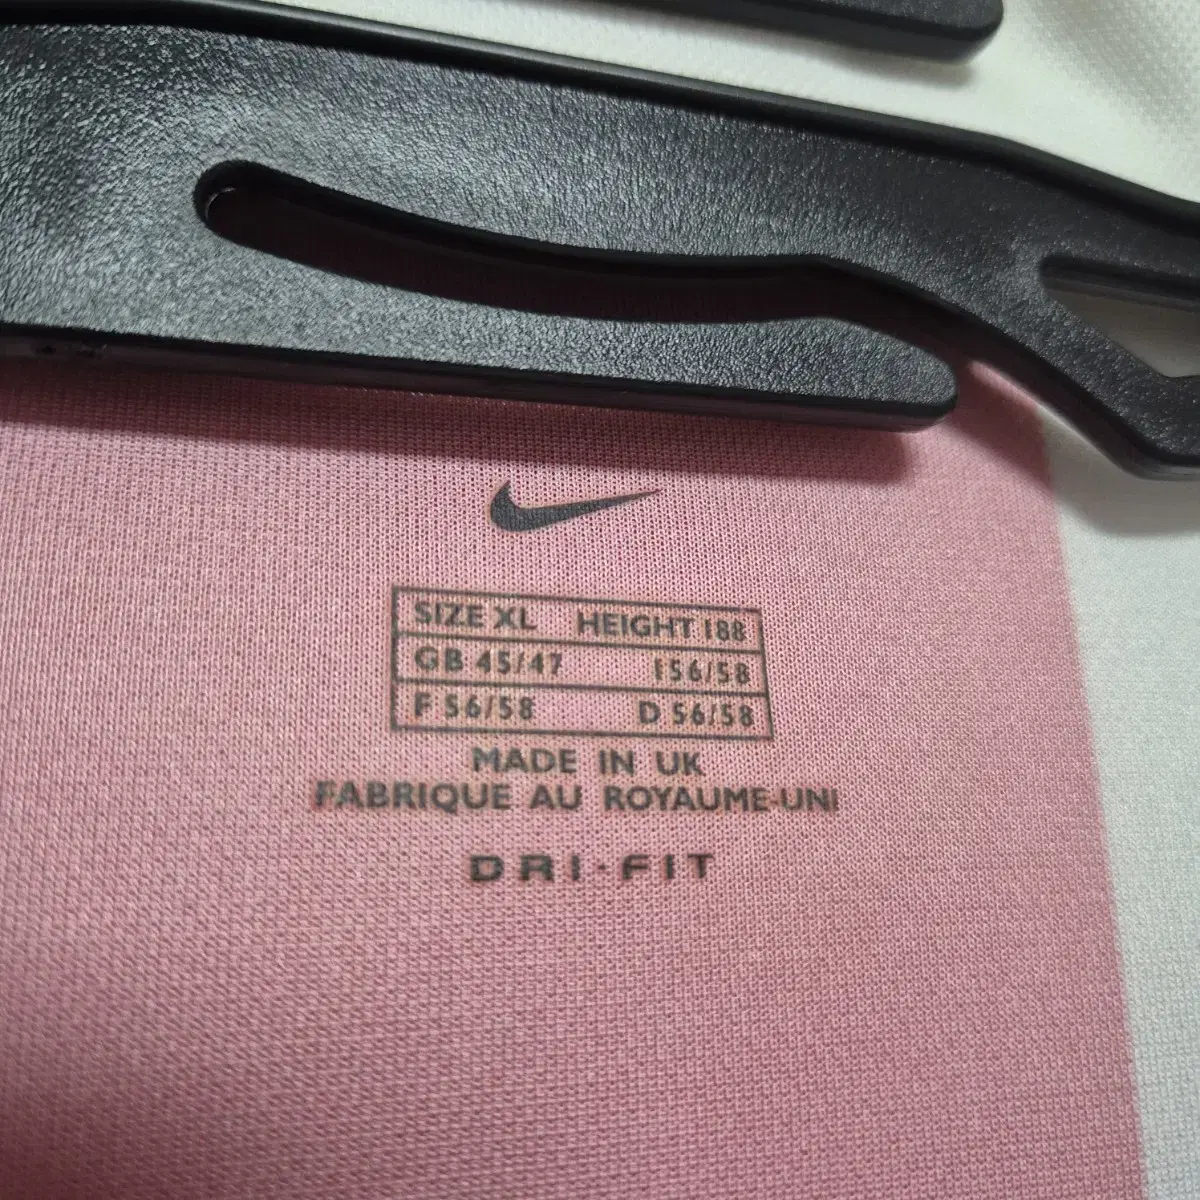 SIZE XL HEIGHT 188
GB 45/47 I 56/58
F 56/58 D 56/58
MADE IN UK
FABRIQUE AU ROYAUME-UNI
DRI-FIT